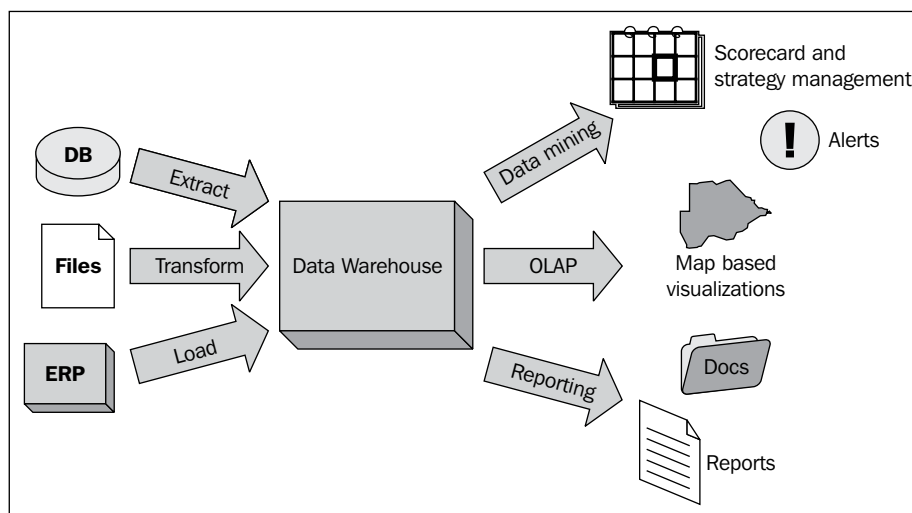 DB
Extract
Files
Transform
ERP
Load
Data Warehouse
Data mining
OLAP
Reporting
Scorecard and
strategy management
!
Alerts
Map based
visualizations
Docs
Reports